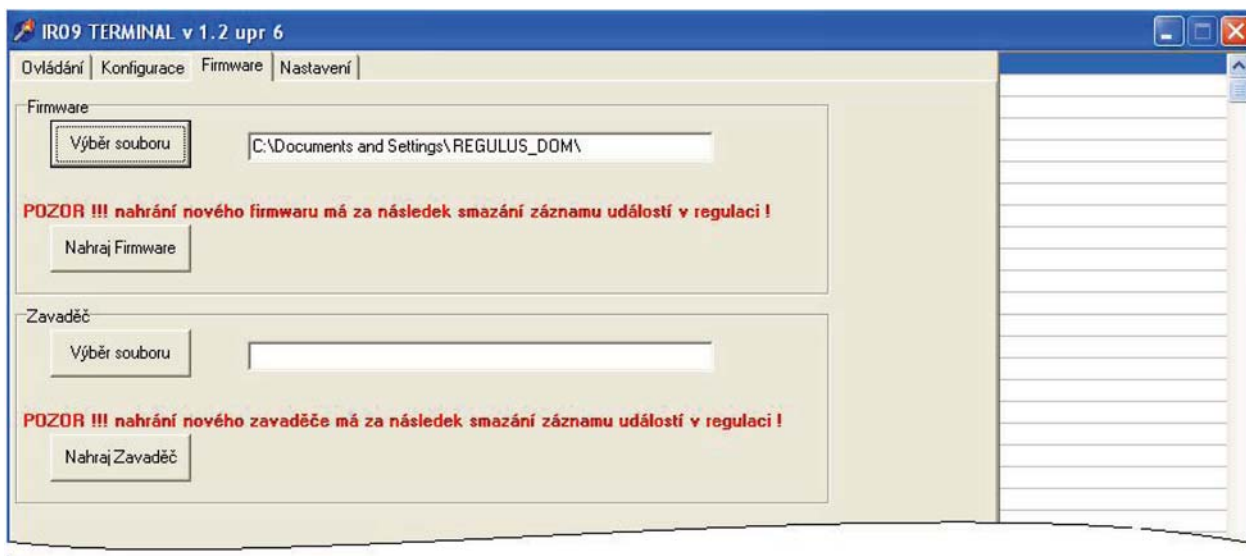 IR09 TERMINAL v 1.2 upr 6
Ovládání Konfigurace Firmware Nastavení
Firmware
Výběr souboru C:\Documents and Settings\REGULUS_DOM\
POZOR !!! nahrání nového firmwaru má za následek smazání záznamu událostí v regulaci !
Nahraj Firmware
Zavaděč
Výběr souboru
POZOR !!! nahrání nového zavaděče má za následek smazání záznamu událostí v regulaci !
Nahraj Zavaděč